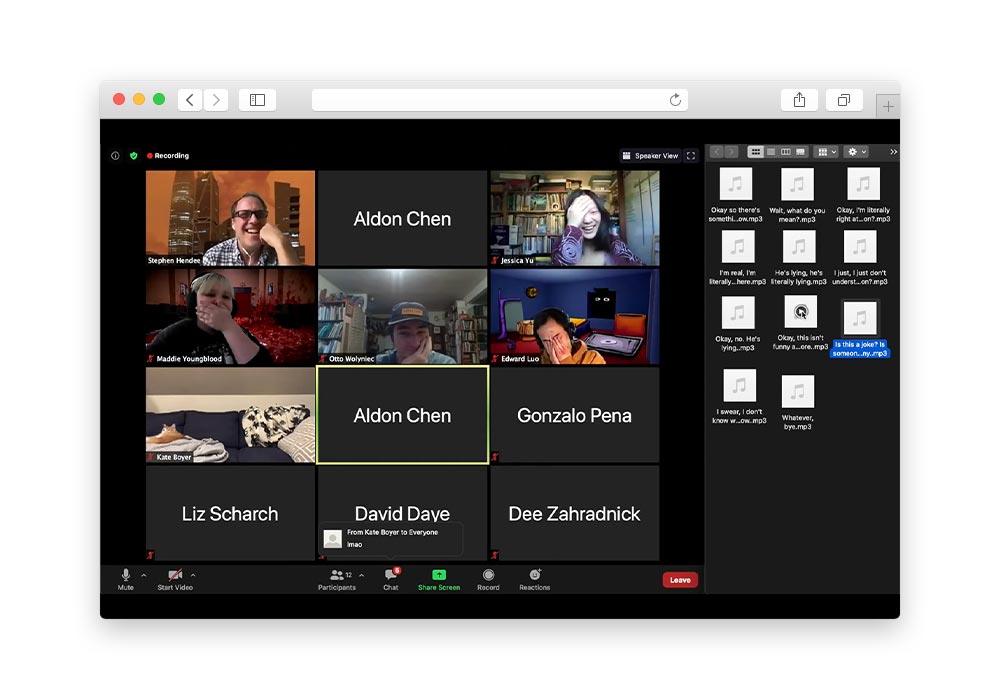 Recording
Speaker View
Stephen Hendee
Aldon Chen
Jessica Yu
Maddie Youngblood
Otto Wolyniec
Edward Luo
Kate Boyer
Aldon Chen
Gonzalo Pena
Liz Scharch
David Daye
Dee Zahradnick
From Kate Boyer to Everyone
lmao
Mute
Start Video
12
Participants
6
Chat
Share Screen
Record
Reactions
Leave
Okay so there's
somethi...ow.mp3
Wait, what do you
mean?.mp3
Okay, I'm literally
right at...on?.mp3
I'm real, I'm
literally...here.mp3
He's lying, he's
literally lying.mp3
I just, I just don't
underst...on?.mp3
Okay, no. He's
lying...mp3
Okay, this isn't
funny a...ore..mp3
Is this a joke? Is
someon...ny..mp3
I swear, I don't
know w...ow.mp3
Whatever,
bye.mp3